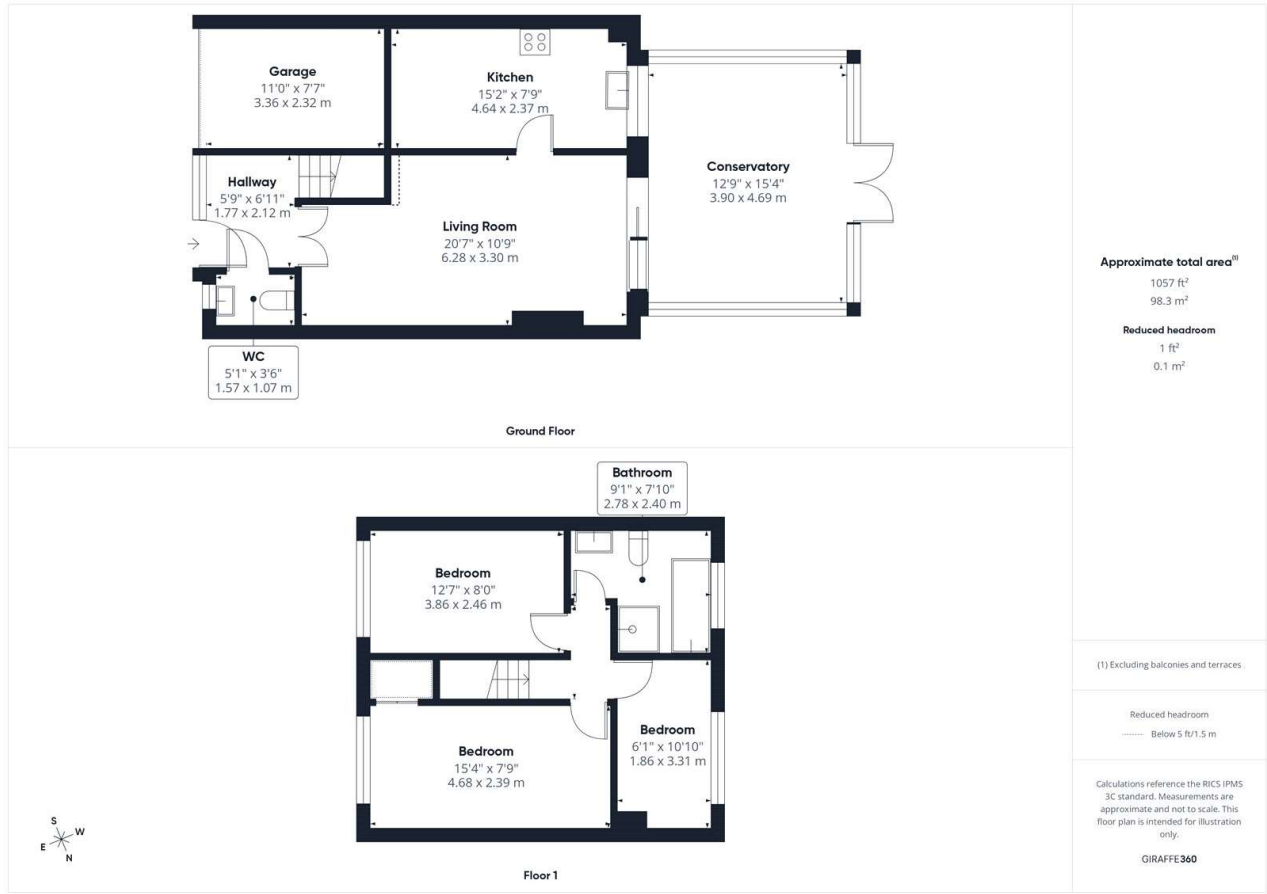 Garage
11'0" x 7'7"
3.36 x 2.32 m
Kitchen
15'2" x 7'9"
4.64 x 2.37 m
Conservatory
12'9" x 15'4"
3.90 x 4.69 m
Hallway
5'9" x 6'11"
1.77 x 2.12 m
Living Room
20'7" x 10'9"
6.28 x 3.30 m
WC
5'1" x 3'6"
1.57 x 1.07 m
Ground Floor
Bathroom
9'1" x 7'10"
2.78 x 2.40 m
Bedroom
12'7" x 8'0"
3.86 x 2.46 m
Bedroom
15'4" x 7'9"
4.68 x 2.39 m
Bedroom
6'1" x 10'10"
1.86 x 3.31 m
S
W
E
N
Floor 1
Approximate total area⁽¹⁾
1057 ft²
98.3 m²
Reduced headroom
1 ft²
0.1 m²
(1) Excluding balconies and terraces
Reduced headroom
Below 5 ft/1.5 m
Calculations reference the RICS IPMS
3C standard. Measurements are
approximate and not to scale. This
floor plan is intended for illustration
only.
GIRAFFE360